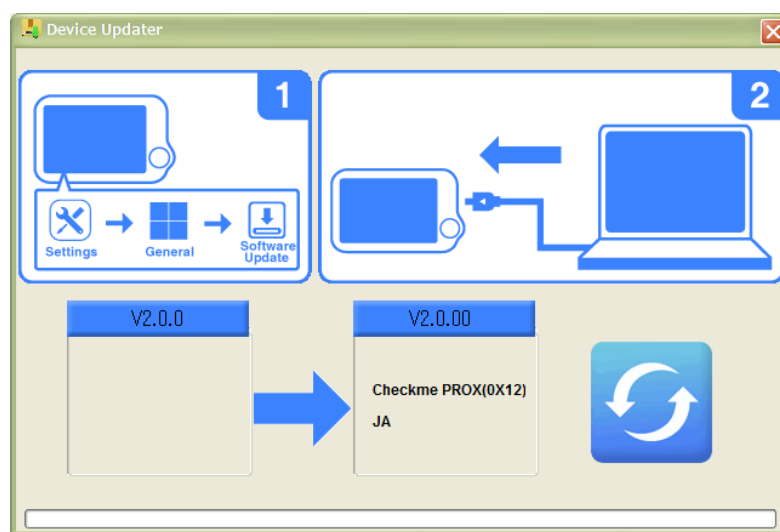 Device Updater
1
2
Settings
General
Software
Update
V2.0.0
V2.0.00
Checkme PROX(0X12)
JA